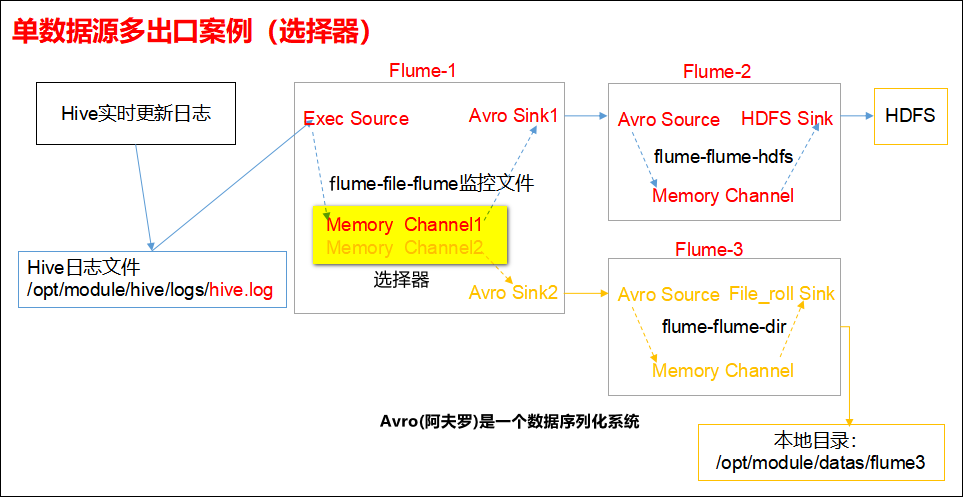 单数据源多出口案例（选择器）
Flume-1
Flume-2
Hive实时更新日志
Exec Source
Avro Sink1
Avro Source
HDFS Sink
HDFS
flume-flume-hdfs
flume-file-flume监控文件
Memory Channel
Memory Channel1
Memory Channel2
选择器
Flume-3
Hive日志文件
/opt/module/hive/logs/hive.log
Avro Sink2
Avro Source
File_roll Sink
flume-flume-dir
Memory Channel
Avro(阿夫罗)是一个数据序列化系统
本地目录：
/opt/module/datas/flume3